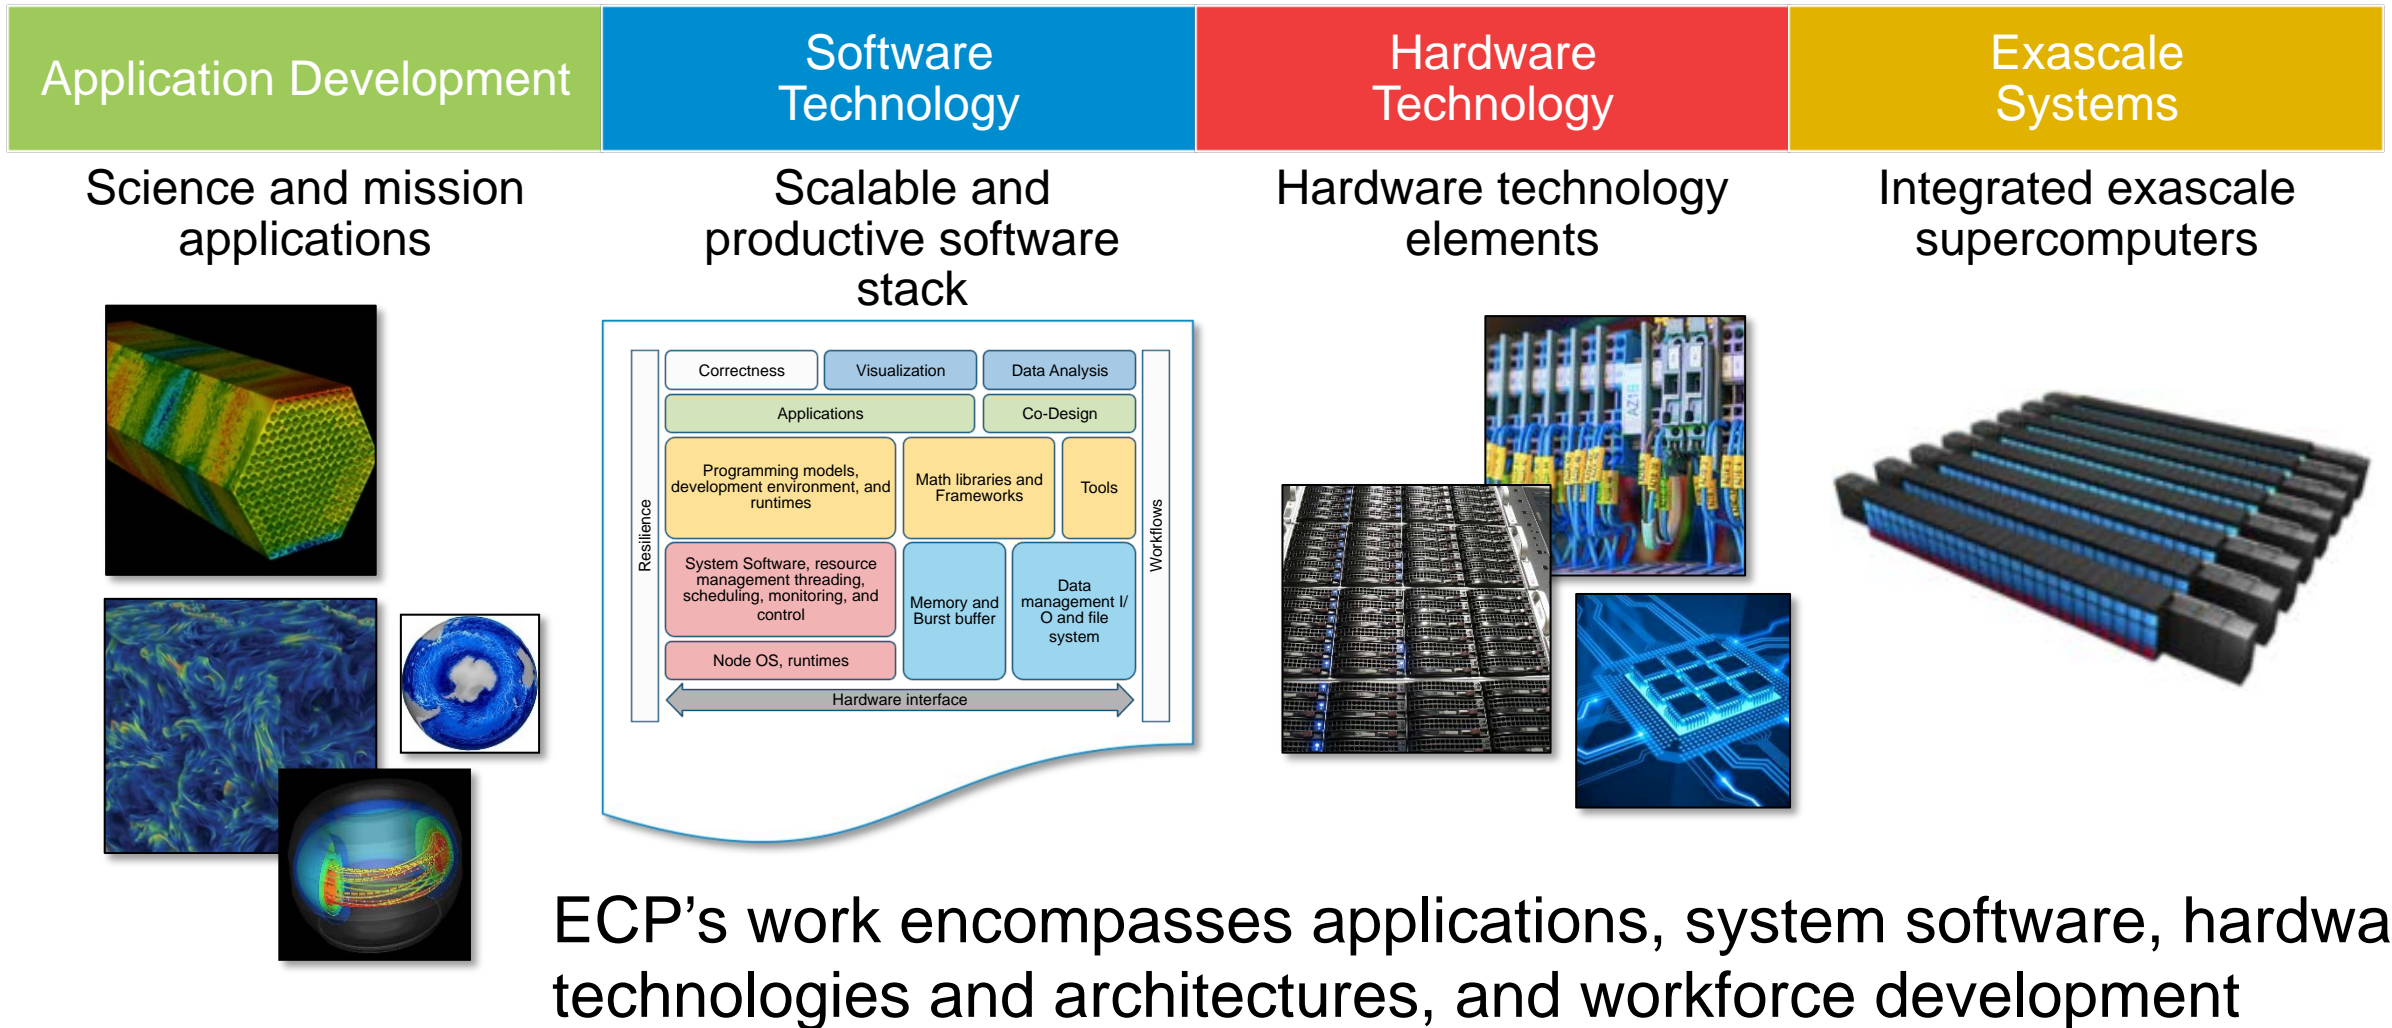 Application Development
Software
Technology
Hardware
Technology
Exascale
Systems
Science and mission
applications
Scalable and
productive software
stack
Hardware technology
elements
Integrated exascale
supercomputers
Resilience
Correctness
Visualization
Data Analysis
Applications
Co-Design
Programming models,
development environment, and
runtimes
Math libraries and
Frameworks
Tools
System Software, resource
management threading,
scheduling, monitoring, and
control
Memory and
Burst buffer
Data
management I/
O and file
system
Node OS, runtimes
Hardware interface
Workflows
AZ1B
ECP’s work encompasses applications, system software, hardwa
technologies and architectures, and workforce development